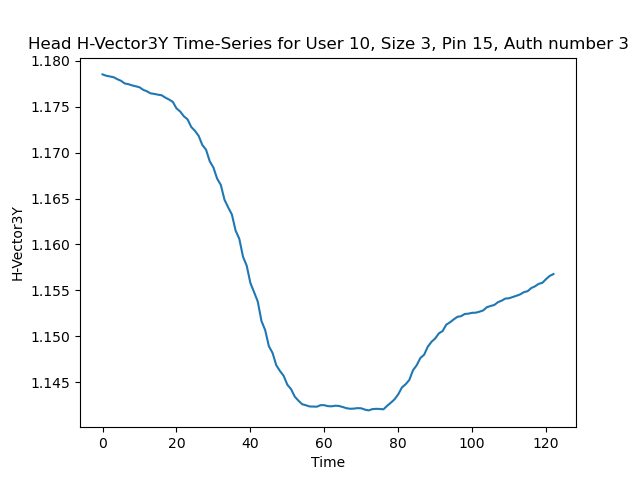 Head H-Vector3Y Time-Series for User 10, Size 3, Pin 15, Auth number 3
1.180
1.175
1.170
1.165
1.160
1.155
1.150
1.145
H-Vector3Y
0 20 40 60 80 100 120
Time